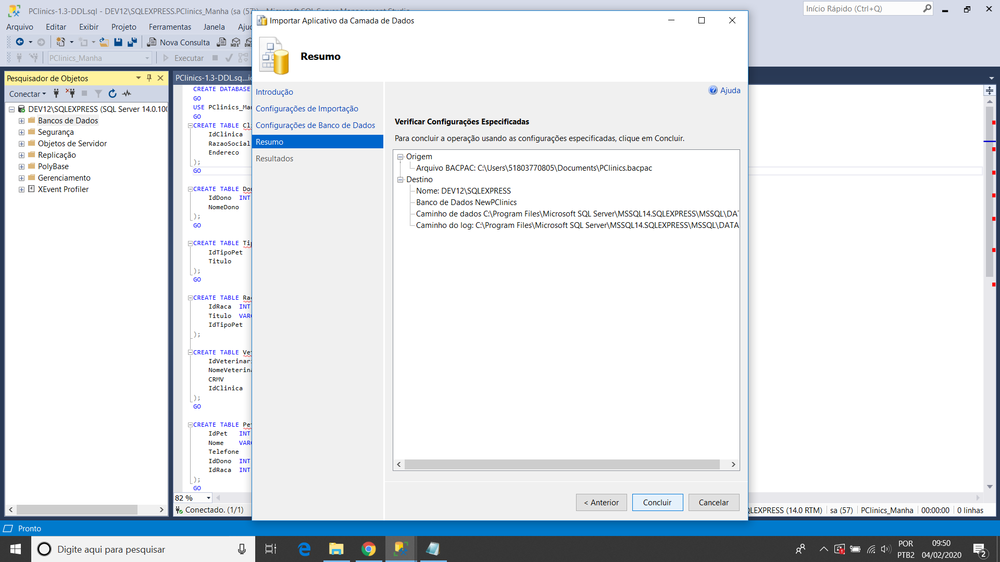 PClinics-1.3-DDL.sql - DEV12\SQLEXPRESS.PClinics_Manha (sa (57))
Início Rápido (Ctrl+Q)
Arquivo Editar Exibir Projeto Ferramentas Janela
Nova Consulta
MDX
PClinics_Manha
Executar
Pesquisador de Objetos
Conectar
DEV12\SQLEXPRESS (SQL Server 14.0.100
Bancos de Dados
Segurança
Objetos de Servidor
Replicação
PolyBase
Gerenciamento
XEvent Profiler
PClinics-1.3-DDL.sq...
CREATE DATABASE
GO
USE PClinics_Ma
GO
CREATE TABLE Cl
IdClinica
RazaoSocial
Endereco
);
GO
CREATE TABLE Do
IdDono INT
NomeDono
);
GO
CREATE TABLE Ti
IdTipoPet
Titulo
);
GO
CREATE TABLE Ra
IdRaca INT
Titulo VAR
IdTipoPet
);
CREATE TABLE Ve
IdVeterinar
NomeVeterin
CRMV
IdClinica
);
GO
CREATE TABLE Pe
IdPet INT
Nome VAR
Telefone
IdDono INT
IdRaca INT
);
GO
82 %
Conectado. (1/1)
Importar Aplicativo da Camada de Dados
Resumo
Introdução
Configurações de Importação
Configurações de Banco de Dados
Resumo
Resultados
Ajuda
Verificar Configurações Especificadas
Para concluir a operação usando as configurações especificadas, clique em Concluir.
Origem
Arquivo BACPAC: C:\Users\51803770805\Documents\PClinics.bacpac
Destino
Nome: DEV12\SQLEXPRESS
Banco de Dados NewPClinics
Caminho de dados C:\Program Files\Microsoft SQL Server\MSSQL14.SQLEXPRESS\MSSQL\DA
Caminho do log: C:\Program Files\Microsoft SQL Server\MSSQL14.SQLEXPRESS\MSSQL\DATA
< Anterior Concluir Cancelar
QLEXPRESS (14.0 RTM) sa (57) PClinics_Manha 00:00:00 0 linhas
Pronto
Digite aqui para pesquisar
POR
PTB2
09:50
04/02/2020
2